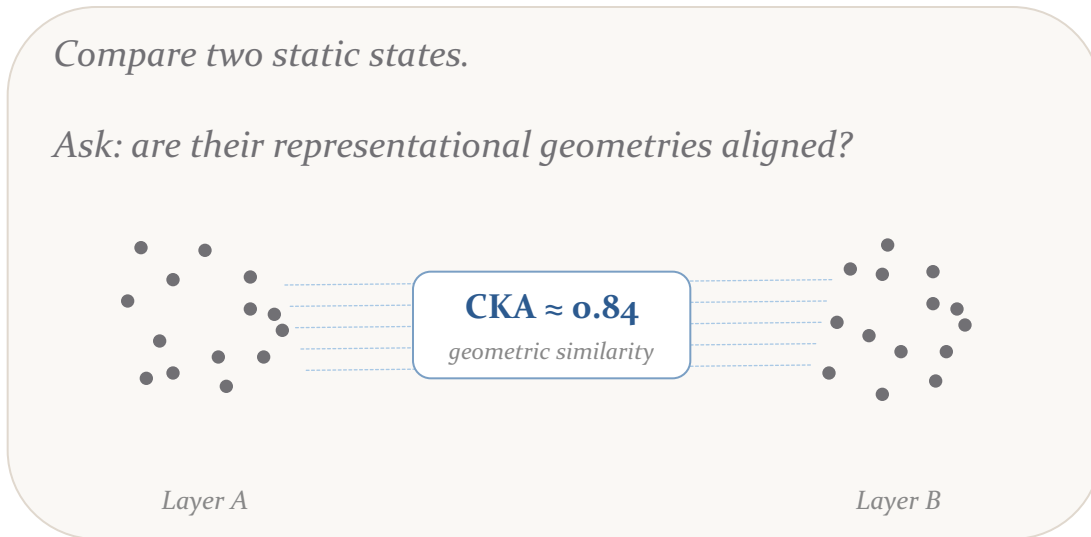 Compare two static states.
Ask: are their representational geometries aligned?
CKA ≈ 0.84
geometric similarity
Layer A
Layer B